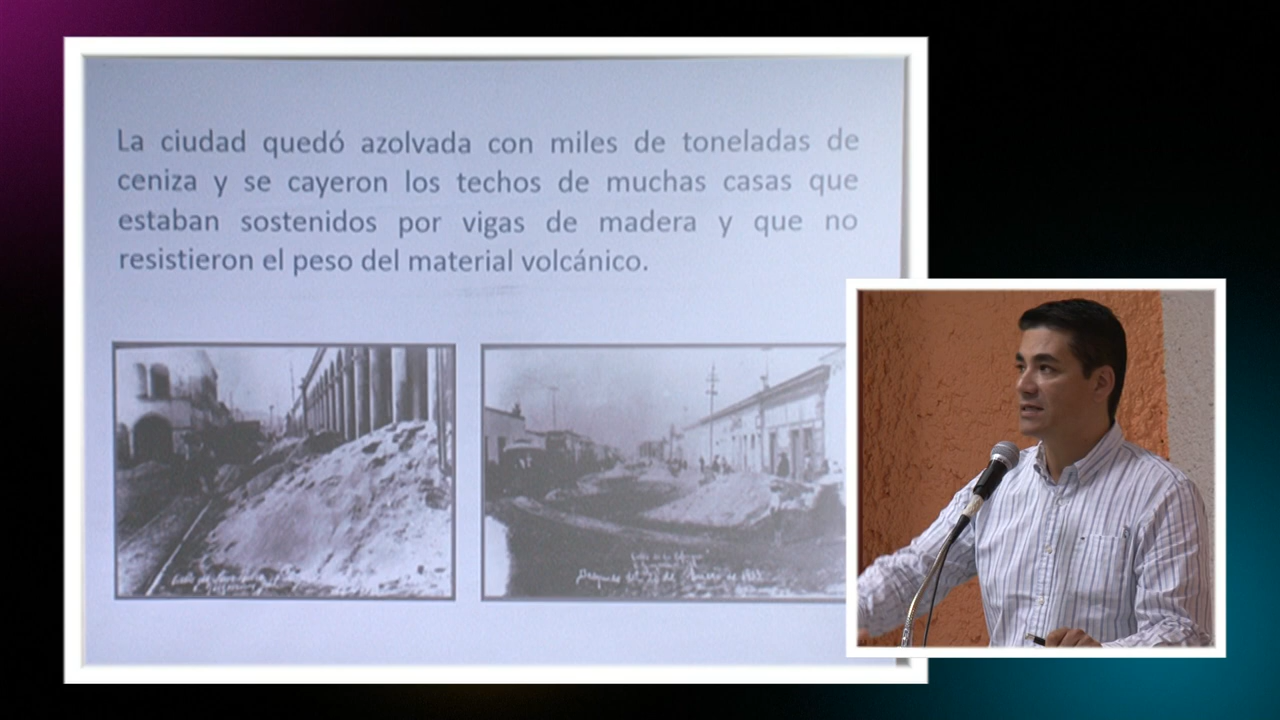 La ciudad quedó azolvada con miles de toneladas de
ceniza y se cayeron los techos de muchas casas que
estaban sostenidos por vigas de madera y que no
resistieron el peso del material volcánico.